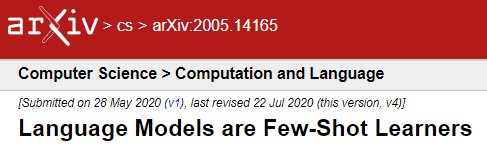 arXiv > cs > arXiv:2005.14165
Computer Science > Computation and Language
[Submitted on 28 May 2020 (v1), last revised 22 Jul 2020 (this version, v4)]
Language Models are Few-Shot Learners